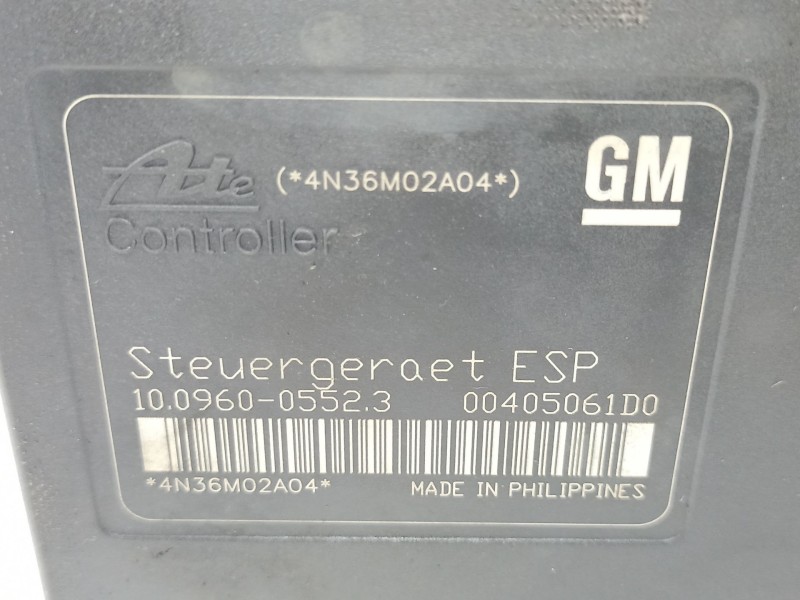 Ate (*4N36M02A04*) GM
Controller
Steuergeraet ESP
10.0960-0552.3 00405061D0
*4N36M02A04* MADE IN PHILIPPINES